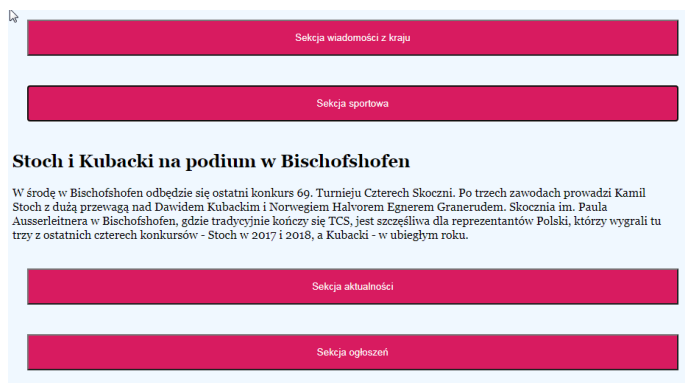 Sekcja wiadomości z kraju
Sekcja sportowa
Stoch i Kubacki na podium w Bischofshofen
W środę w Bischofshofen odbędzie się ostatni konkurs 69. Turnieju Czterech Skoczni. Po trzech zawodach prowadzi Kamil
Stoch z dużą przewagą nad Dawidem Kubackim i Norwegiem Halvorem Egnerem Granerudem. Skocznia im. Paula
Ausserleitnera w Bischofshofen, gdzie tradycyjnie kończy się TCS, jest szczęśliwa dla reprezentantów Polski, którzy wygrali tu
trzy z ostatnich czterech konkursów - Stoch w 2017 i 2018, a Kubacki - w ubiegłym roku.
Sekcja aktualności
Sekcja ogłoszeń